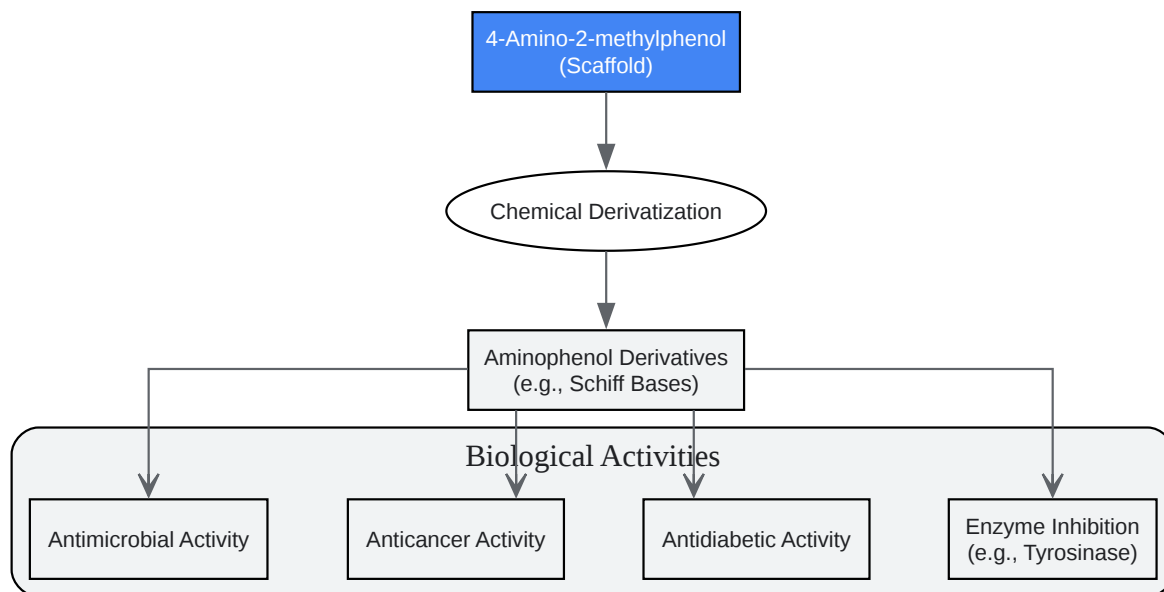 4-Amino-2-methylphenol
(Scaffold)
Chemical Derivatization
Aminophenol Derivatives
(e.g., Schiff Bases)
Biological Activities
Antimicrobial Activity
Anticancer Activity
Antidiabetic Activity
Enzyme Inhibition
(e.g., Tyrosinase)